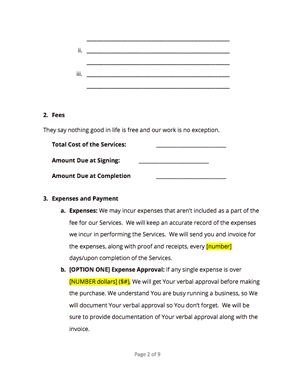 ii.
iii.
2. Fees
They say nothing good in life is free and our work is no exception.
Total Cost of the Services:
Amount Due at Signing:
Amount Due at Completion
3. Expenses and Payment
a. Expenses: We may incur expenses that aren't included as a part of the
fee for our Services. We will keep an accurate record of the expenses
we incur in performing the Services. We will send you and invoice for
the expenses, along with proof and receipts, every [number]
days/upon completion of the Services.
b. [OPTION ONE] Expense Approval: If any single expense is over
[NUMBER dollars] ($#), We will get Your verbal approval before making
the purchase. We understand You are busy running a business, so We
will document Your verbal approval so You don't forget. We will be
sure to provide documentation of Your verbal approval along with the
invoice.
Page 2 of 9